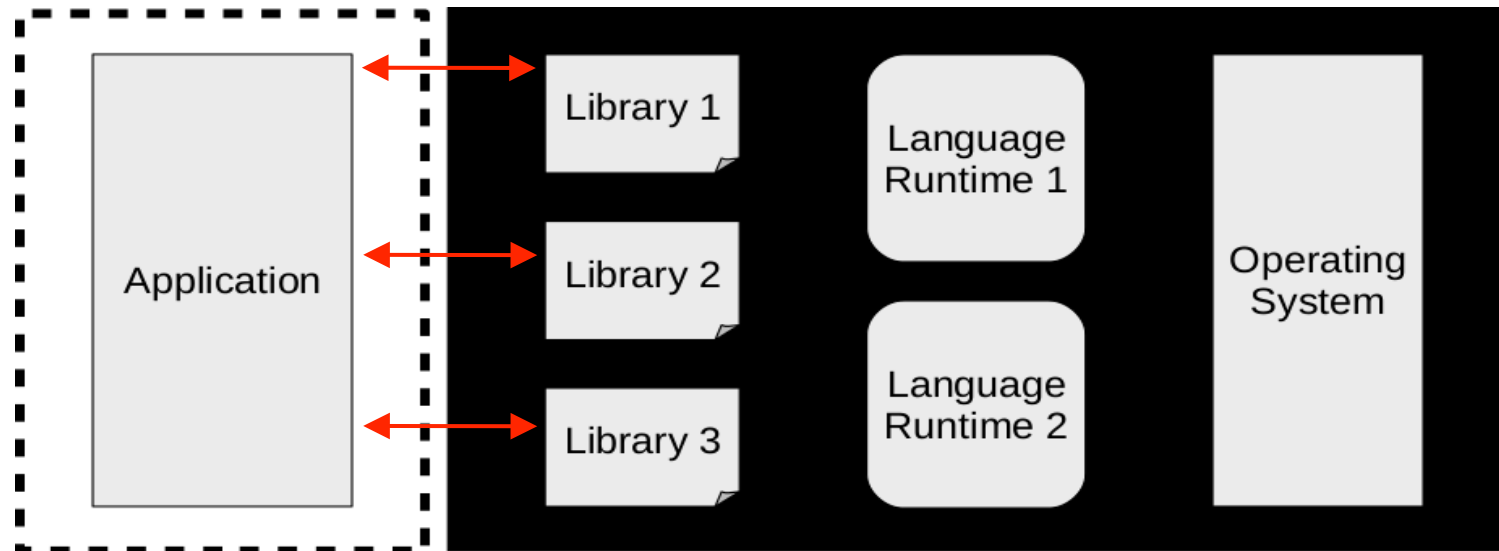 Application
Library 1
Library 2
Library 3
Language
Runtime 1
Language
Runtime 2
Operating
System